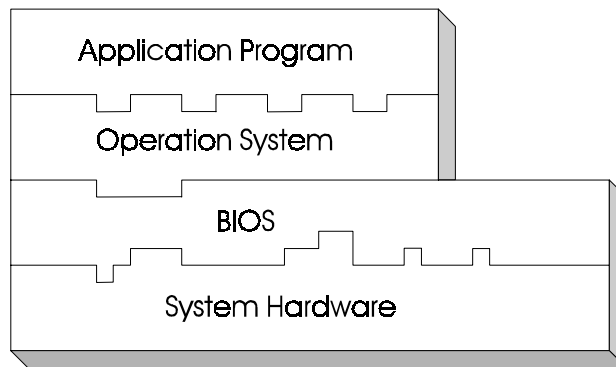 Application Program
Operation System
BIOS
System Hardware